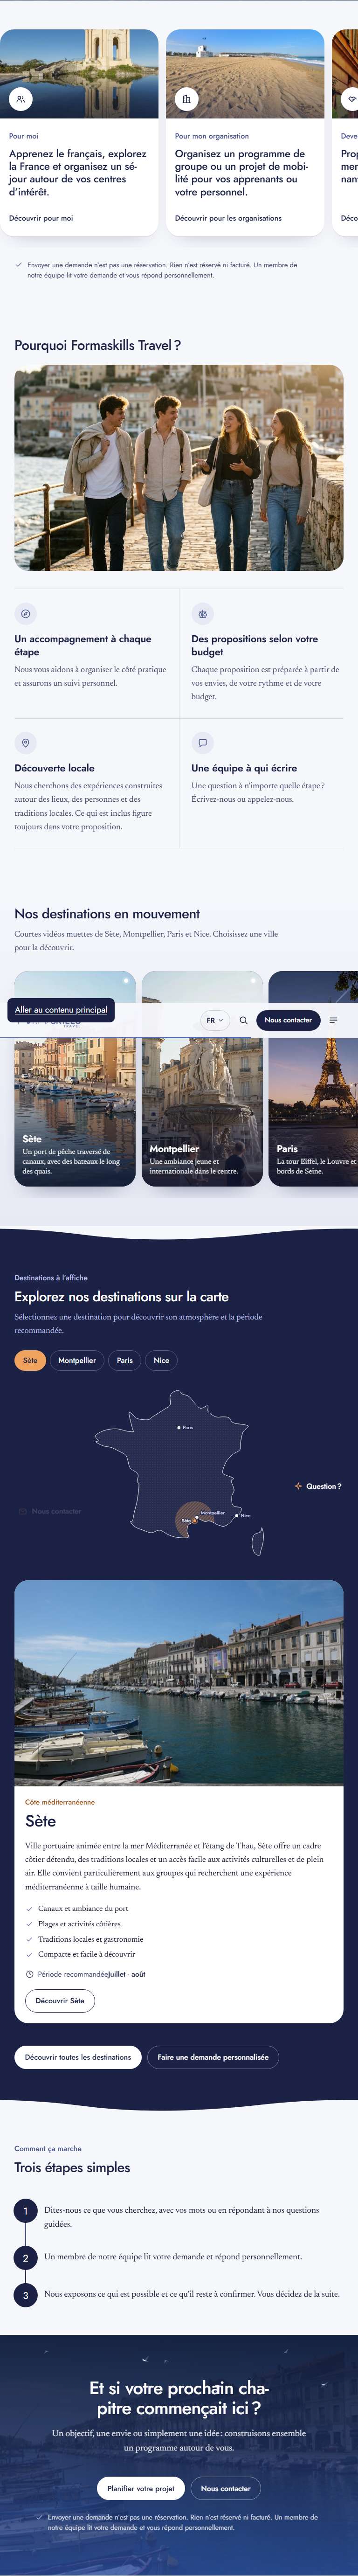 Pour moi
Apprenez le français, explorez
la France et organisez un sé-
jour autour de vos centres
d'intérêt.
Découvrir pour moi
Pour mon organisation
Organisez un programme de
groupe ou un projet de mobi-
lité pour vos apprenants ou
votre personnel.
Découvrir pour les organisations
Envoyer une demande n'est pas une réservation. Rien n'est réservé ni facturé. Un membre de
notre équipe lit votre demande et vous répond personnellement.
Pourquoi Formaskills Travel ?
Un accompagnement à chaque
étape
Nous vous aidons à organiser le côté pratique
et assurons un suivi personnel.
Des propositions selon votre
budget
Chaque proposition est préparée à partir de
vos envies, de votre rythme et de votre
budget.
Découverte locale
Nous cherchons des expériences construites
autour des lieux, des personnes et des
traditions locales. Ce qui est inclus figure
toujours dans votre proposition.
Une équipe à qui écrire
Une question à n'importe quelle étape ?
Écrivez-nous ou appelez-nous.
Nos destinations en mouvement
Courtes vidéos muettes de Sète, Montpellier, Paris et Nice. Choisissez une ville
pour la découvrir.
Aller au contenu principal
TRAVEL
FR
Nous contacter
Sète
Un port de pêche traversé de
canaux, avec des bateaux le long
des quais.
Montpellier
Une ambiance jeune et
internationale dans le centre.
Paris
La tour Eiffel, le Louvre et
bords de Seine.
Destinations à l'affiche
Explorez nos destinations sur la carte
Sélectionnez une destination pour découvrir son atmosphère et la période
recommandée.
Sète
Montpellier
Paris
Nice
Paris
Montpellier
Sète
Nice
Question ?
Nous contacter
Côte méditerranéenne
Sète
Ville portuaire animée entre la mer Méditerranée et l'étang de Thau, Sète offre un cadre
côtier détendu, des traditions locales et un accès facile aux activités culturelles et de plein
air. Elle convient particulièrement aux groupes qui recherchent une expérience
méditerranéenne à taille humaine.
Canaux et ambiance du port
Plages et activités côtières
Traditions locales et gastronomie
Compacte et facile à découvrir
Période recommandéeJuillet - août
Découvrir Sète
Découvrir toutes les destinations
Faire une demande personnalisée
Comment ça marche
Trois étapes simples
1
Dites-nous ce que vous cherchez, avec vos mots ou en répondant à nos questions
guidées.
2
Un membre de notre équipe lit votre demande et répond personnellement.
3
Nous exposons ce qui est possible et ce qu'il reste à confirmer. Vous décidez de la suite.
Et si votre prochain cha-
pitre commençait ici ?
Un objectif, une envie ou simplement une idée : construisons ensemble
un programme autour de vous.
Planifier votre projet
Nous contacter
Envoyer une demande n'est pas une réservation. Rien n'est réservé ni facturé. Un membre de
notre équipe lit votre demande et vous répond personnellement.